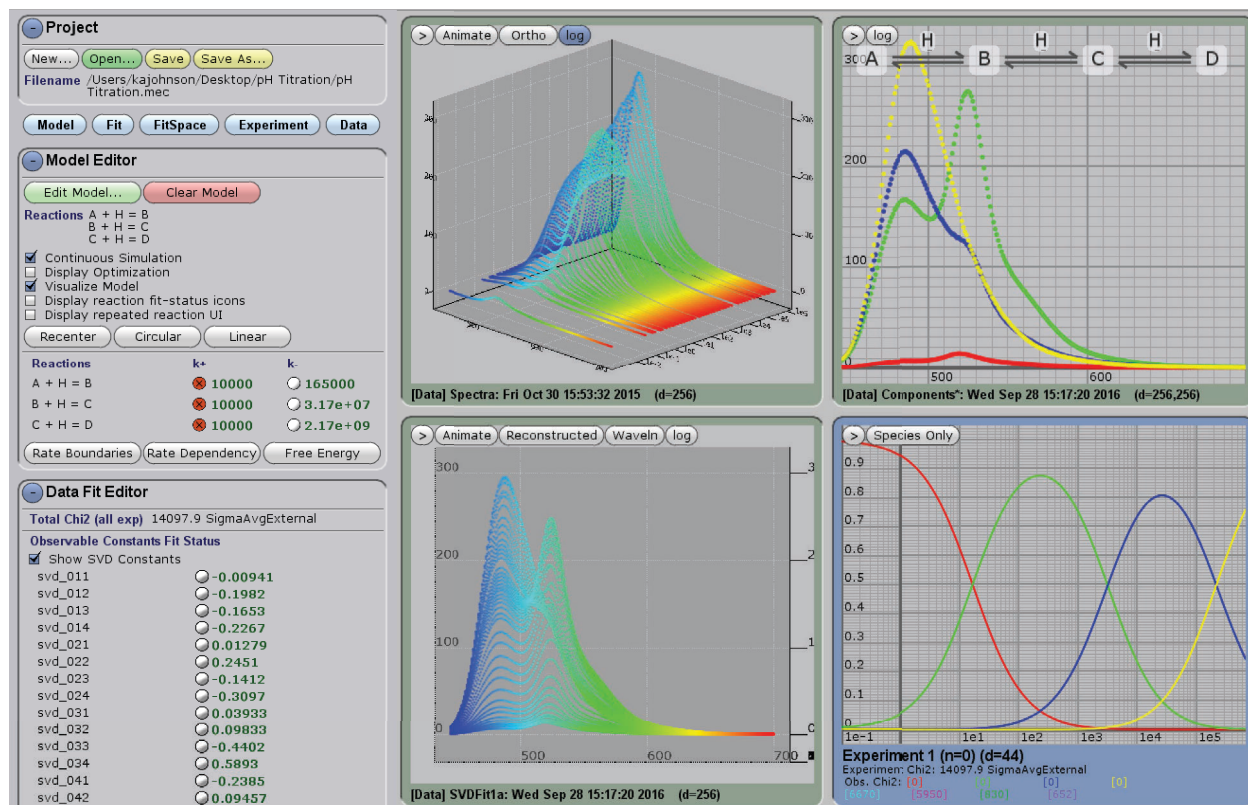 Project
New... Open... Save Save As...
Filename /Users/kajohnson/Desktop/pH Titration/pH
Titration.mec
Model Fit FitSpace Experiment Data
Model Editor
Edit Model... Clear Model
Reactions A + H = B
B + H = C
C + H = D
Continuous Simulation
Display Optimization
Visualize Model
Display reaction fit-status icons
Display repeated reaction UI
Recenter Circular Linear
Reactions k+ k-
A + H = B 10000 165000
B + H = C 10000 3.17e+07
C + H = D 10000 2.17e+09
Rate Boundaries Rate Dependency Free Energy
Data Fit Editor
Total Chi2 (all exp) 14097.9 SigmaAvgExternal
Observable Constants Fit Status
Show SVD Constants
svd_011 -0.00941
svd_012 -0.1982
svd_013 -0.1653
svd_014 -0.2267
svd_021 0.01279
svd_022 0.2451
svd_023 -0.1412
svd_024 -0.3097
svd_031 0.03933
svd_032 0.09833
svd_033 -0.4402
svd_034 0.5893
svd_041 -0.2385
svd_042 0.09457
> Animate Ortho log
[Data] Spectra: Fri Oct 30 15:53:32 2015 (d=256)
> log
H H H
A B C D
300
200
100
0
500 600
[Data] Components*: Wed Sep 28 15:17:20 2016 (d=256,256)
> Animate Reconstructed WaveIn log
300
200
100
0
500 600 700
[Data] SVDFit1a: Wed Sep 28 15:17:20 2016 (d=256)
> Species Only
0.9
0.8
0.7
0.6
0.5
0.4
0.3
0.2
0.1
0
1e-1 1e1 1e2 1e3 1e4 1e5
Experiment 1 (n=0) (d=44)
Experiment: Chi2: 14097.9 SigmaAvgExternal
Obs. Chi2: [0] [0] [0] [0]
[6670] [5950] [830] [652]